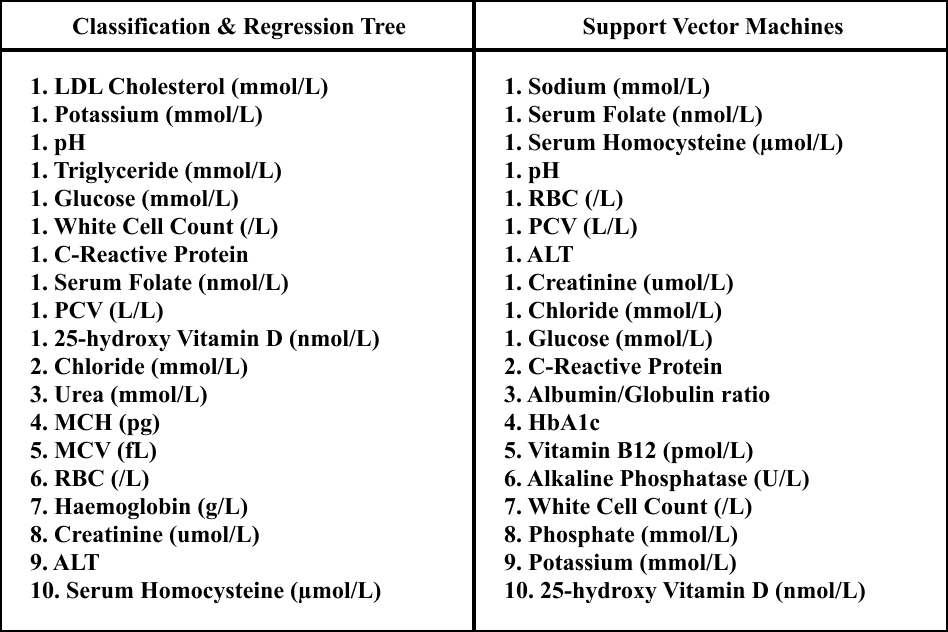 Classification & Regression Tree
1. LDL Cholesterol (mmol/L)
1. Potassium (mmol/L)
1. pH
1. Triglyceride (mmol/L)
1. Glucose (mmol/L)
1. White Cell Count (/L)
1. C-Reactive Protein
1. Serum Folate (nmol/L)
1. PCV (L/L)
1. 25-hydroxy Vitamin D (nmol/L)
2. Chloride (mmol/L)
3. Urea (mmol/L)
4. MCH (pg)
5. MCV (fL)
6. RBC (/L)
7. Haemoglobin (g/L)
8. Creatinine (umol/L)
9. ALT
10. Serum Homocysteine (µmol/L)
Support Vector Machines
1. Sodium (mmol/L)
1. Serum Folate (nmol/L)
1. Serum Homocysteine (µmol/L)
1. pH
1. RBC (/L)
1. PCV (L/L)
1. ALT
1. Creatinine (umol/L)
1. Chloride (mmol/L)
1. Glucose (mmol/L)
2. C-Reactive Protein
3. Albumin/Globulin ratio
4. HbA1c
5. Vitamin B12 (pmol/L)
6. Alkaline Phosphatase (U/L)
7. White Cell Count (/L)
8. Phosphate (mmol/L)
9. Potassium (mmol/L)
10. 25-hydroxy Vitamin D (nmol/L)